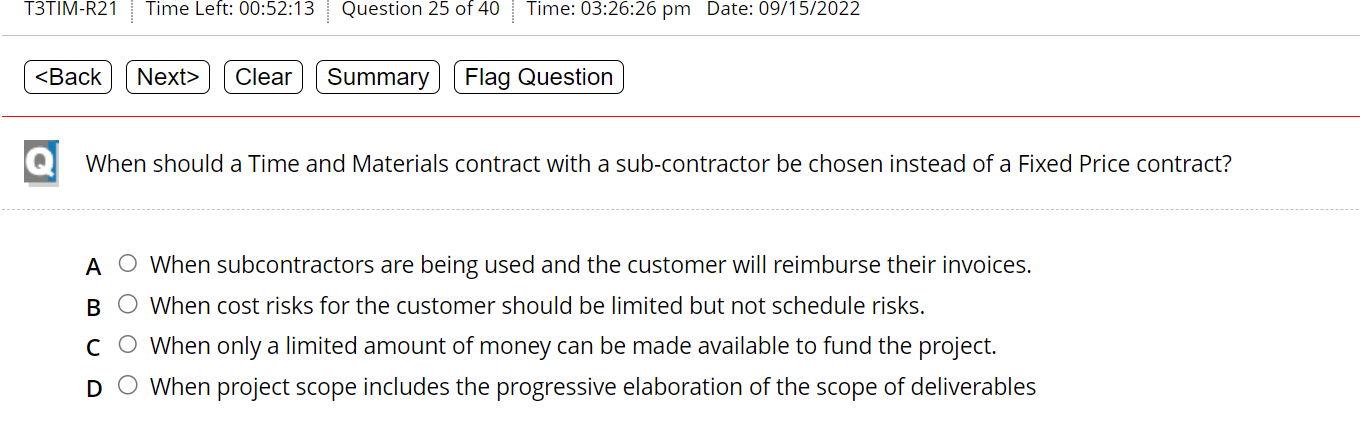 T3TIM-R21 Time Left: 00:52:13 Question 25 of 40 Time: 03:26:26 pm Date: 09/15/2022
<Back Next> Clear Summary Flag Question
Q When should a Time and Materials contract with a sub-contractor be chosen instead of a Fixed Price contract?
A When subcontractors are being used and the customer will reimburse their invoices.
B When cost risks for the customer should be limited but not schedule risks.
C When only a limited amount of money can be made available to fund the project.
D When project scope includes the progressive elaboration of the scope of deliverables